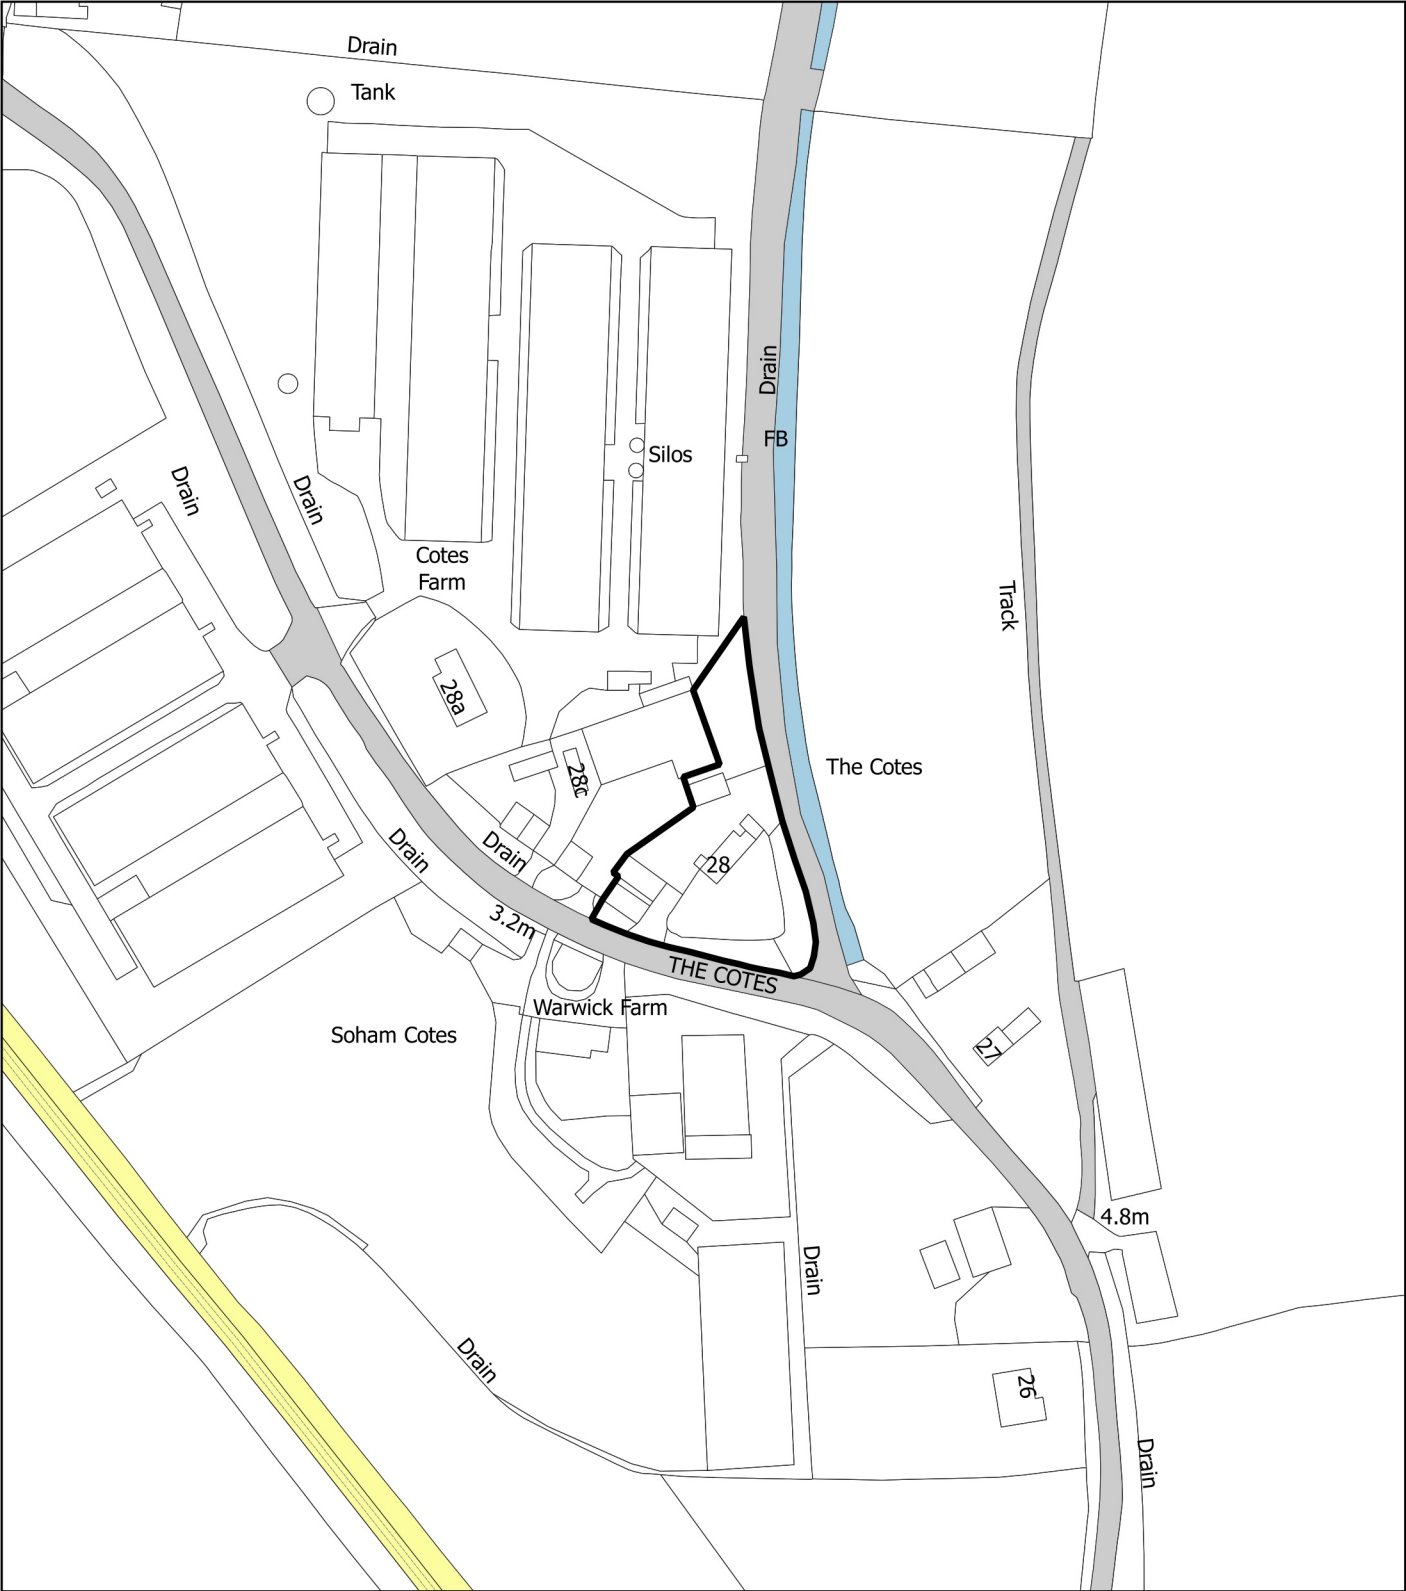 Drain
Tank
Drain
FB
Silos
Drain
Drain
Cotes
Farm
Track
28a
28c
The Cotes
Drain
Drain
28
3.2m
THE COTES
Warwick Farm
Soham Cotes
27
4.8m
Drain
Drain
26
Drain